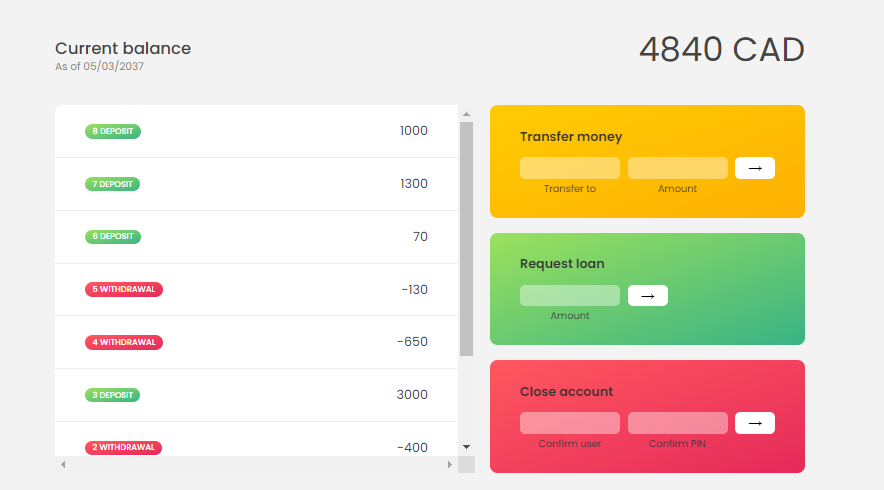 Current balance
As of 05/03/2037
4840 CAD
8 DEPOSIT 1000
7 DEPOSIT 1300
6 DEPOSIT 70
5 WITHDRAWAL -130
4 WITHDRAWAL -650
3 DEPOSIT 3000
2 WITHDRAWAL -400
Transfer money
→
Transfer to Amount
Request loan
→
Amount
Close account
→
Confirm user Confirm PIN